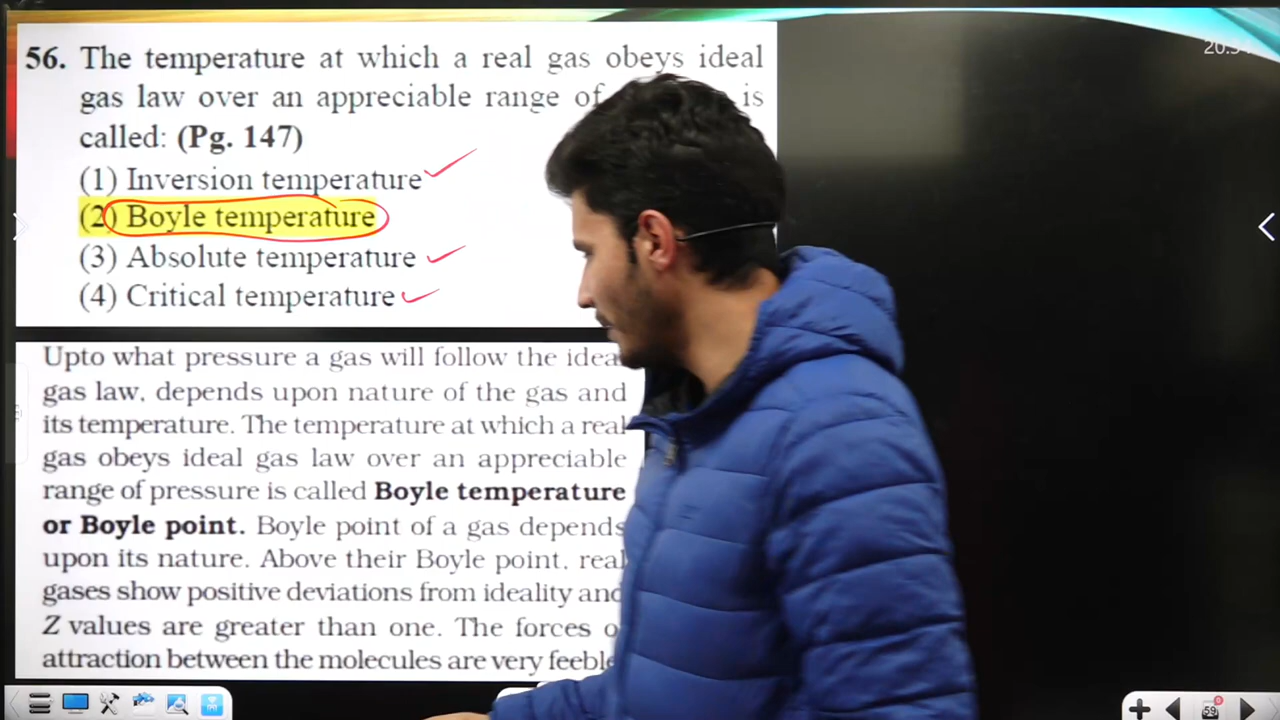 56. The temperature at which a real gas obeys ideal
gas law over an appreciable range of is
called: (Pg. 147)
(1) Inversion temperature
(2) Boyle temperature
(3) Absolute temperature
(4) Critical temperature
Upto what pressure a gas will follow the idea
gas law, depends upon nature of the gas and
its temperature. The temperature at which a real
gas obeys ideal gas law over an appreciable
range of pressure is called Boyle temperature
or Boyle point. Boyle point of a gas depends
upon its nature. Above their Boyle point, real
gases show positive deviations from ideality and
Z values are greater than one. The forces o
attraction between the molecules are very feeble
59